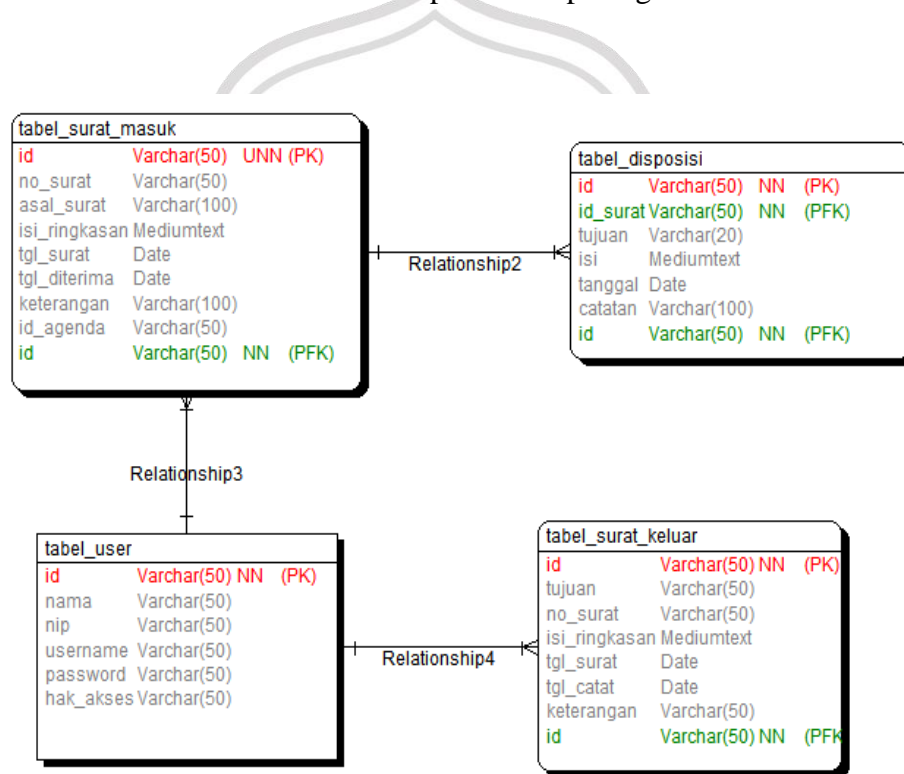 tabel_surat_masuk
id Varchar(50) UNN (PK)
no_surat Varchar(50)
asal_surat Varchar(100)
isi_ringkasan Mediumtext
tgl_surat Date
tgl_diterima Date
keterangan Varchar(100)
id_agenda Varchar(50)
id Varchar(50) NN (PFK)
tabel_disposisi
id Varchar(50) NN (PK)
id_surat Varchar(50) NN (PFK)
tujuan Varchar(20)
isi Mediumtext
tanggal Date
catatan Varchar(100)
id Varchar(50) NN (PFK)
Relationship2
Relationship3
tabel_user
id Varchar(50) NN (PK)
nama Varchar(50)
nip Varchar(50)
username Varchar(50)
password Varchar(50)
hak_akses Varchar(50)
Relationship4
tabel_surat_keluar
id Varchar(50) NN (PK)
tujuan Varchar(50)
no_surat Varchar(50)
isi_ringkasan Mediumtext
tgl_surat Date
tgl_catat Date
keterangan Varchar(50)
id Varchar(50) NN (PFK